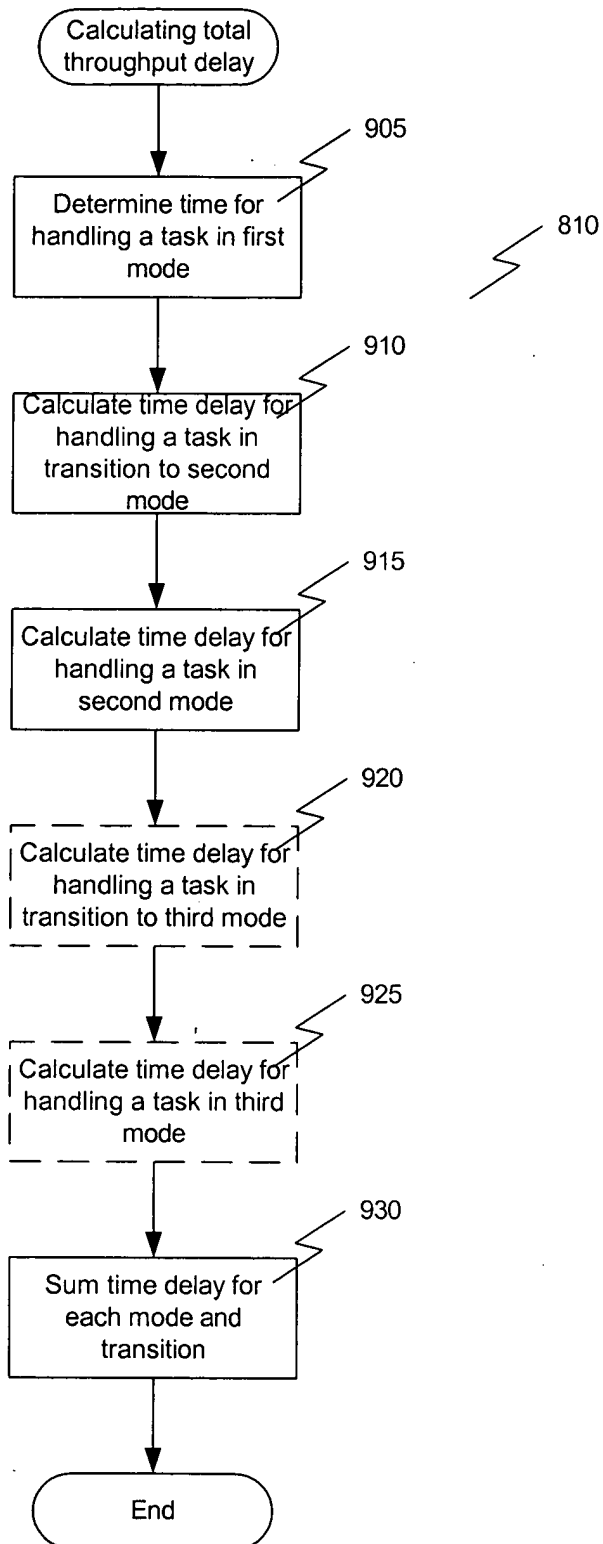 Calculating total
throughput delay
905
Determine time for
handling a task in first
mode
810
910
Calculate time delay for
handling a task in
transition to second
mode
915
Calculate time delay for
handling a task in
second mode
920
Calculate time delay for
handling a task in
transition to third mode
925
Calculate time delay for
handling a task in third
mode
930
Sum time delay for
each mode and
transition
End